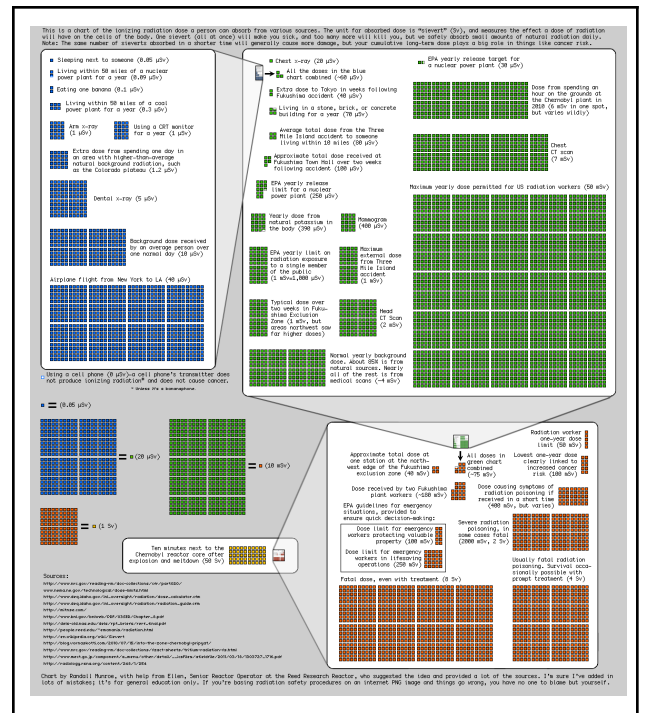 This is a chart of the ionizing radiation dose a person can absorb from various sources. The unit for absorbed dose is "sievert" (Sv), and measures the effect a dose of radiation
will have on the cells of the body. One sievert (all at once) will make you sick, and too many more will kill you, but we safely absorb small amounts of natural radiation daily.
Note: The same number of sieverts absorbed in a shorter time will generally cause more damage, but your cumulative long-term dose plays a big role in things like cancer risk.
Sleeping next to someone (0.05 μSv)
Living within 50 miles of a nuclear
power plant for a year (0.09 μSv)
Eating one banana (0.1 μSv)
Living within 50 miles of a coal
power plant for a year (0.3 μSv)
Arm x-ray
(1 μSv)
Using a CRT monitor
for a year (1 μSv)
Extra dose from spending one day in
an area with higher-than-average
natural background radiation, such
as the Colorado plateau (1.2 μSv)
Dental x-ray (5 μSv)
Background dose received
by an average person over
one normal day (10 μSv)
Airplane flight from New York to LA (40 μSv)
Using a cell phone (0 μSv)—a cell phone's transmitter does
not produce ionizing radiation* and does not cause cancer.
* Unless it's a bananaphone.
Chest x-ray (20 μSv)
All the doses in the blue
chart combined (~60 μSv)
Extra dose to Tokyo in weeks following
Fukushima accident (40 μSv)
Living in a stone, brick, or concrete
building for a year (70 μSv)
Average total dose from the Three
Mile Island accident to someone
living within 10 miles (80 μSv)
Approximate total dose received at
Fukushima Town Hall over two weeks
following accident (100 μSv)
EPA yearly release
limit for a nuclear
power plant (250 μSv)
Yearly dose from
natural potassium in
the body (390 μSv)
Mammogram
(400 μSv)
EPA yearly limit on
radiation exposure
to a single member
of the public
(1 mSv=1,000 μSv)
Maximum
external dose
from Three
Mile Island
accident
(1 mSv)
Typical dose over
two weeks in Fuku-
shima Exclusion
Zone (1 mSv, but
areas northwest saw
far higher doses)
Head
CT Scan
(2 mSv)
Normal yearly background
dose. About 85% is from
natural sources. Nearly
all of the rest is from
medical scans (~4 mSv)
EPA yearly release target for
a nuclear power plant (30 μSv)
Dose from spending an
hour on the grounds at
the Chernobyl plant in
2010 (6 mSv in one spot,
but varies wildly)
Chest
CT scan
(7 mSv)
Maximum yearly dose permitted for US radiation workers (50 mSv)
= (0.05 μSv)
= (20 μSv)
= (10 mSv)
= (1 Sv)
Ten minutes next to the
Chernobyl reactor core after
explosion and meltdown (50 Sv)
Approximate total dose at
one station at the north-
west edge of the Fukushima
exclusion zone (40 mSv)
All doses in
green chart
combined
(~75 mSv)
Radiation worker
one-year dose
limit (50 mSv)
Lowest one-year dose
clearly linked to
increased cancer
risk (100 mSv)
Dose received by two Fukushima
plant workers (~180 mSv)
Dose causing symptoms of
radiation poisoning if
received in a short time
(400 mSv, but varies)
EPA guidelines for emergency
situations, provided to
ensure quick decision-making:
Dose limit for emergency
workers protecting valuable
property (100 mSv)
Dose limit for emergency
workers in lifesaving
operations (250 mSv)
Severe radiation
poisoning, in
some cases fatal
(2000 mSv, 2 Sv)
Usually fatal radiation
poisoning. Survival occa-
sionally possible with
prompt treatment (4 Sv)
Fatal dose, even with treatment (8 Sv)
Sources:
Chart by Randall Munroe, with help from Ellen, Senior Reactor Operator at the Reed Research Reactor, who suggested the idea and provided a lot of the sources. I'm sure I've added in
lots of mistakes; it's for general education only. If you're basing radiation safety procedures on an internet PNG image and things go wrong, you have no one to blame but yourself.